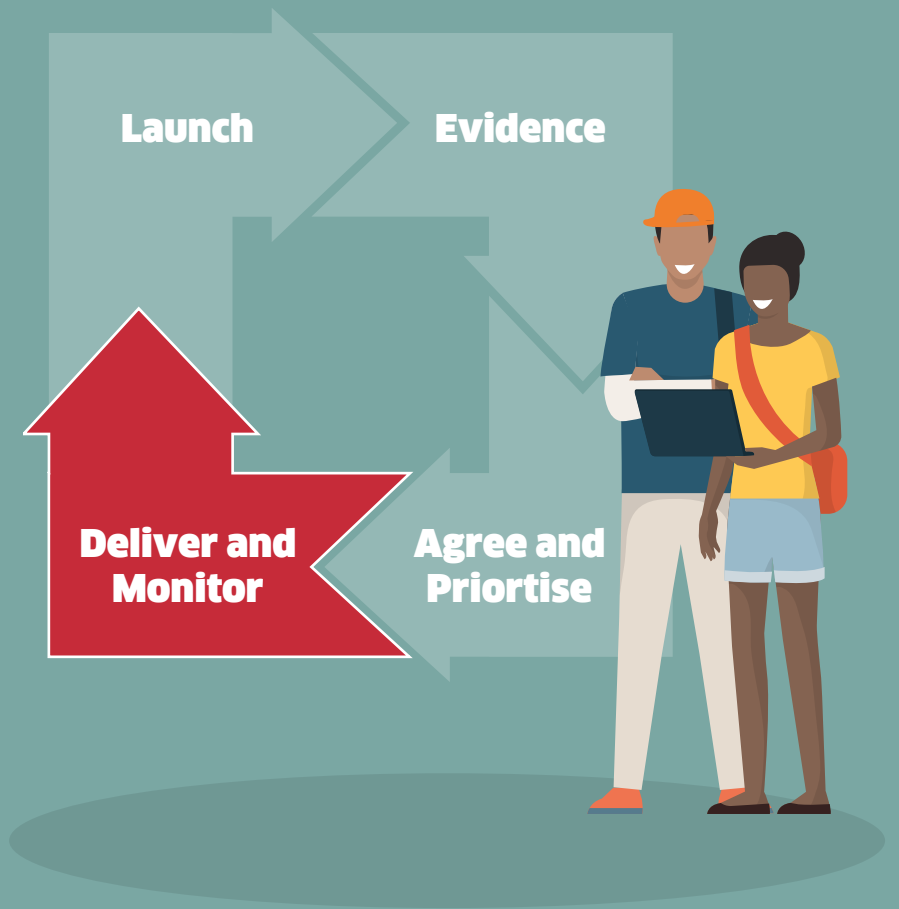 Launch
Evidence
Deliver and
Monitor
Agree and
Priortise